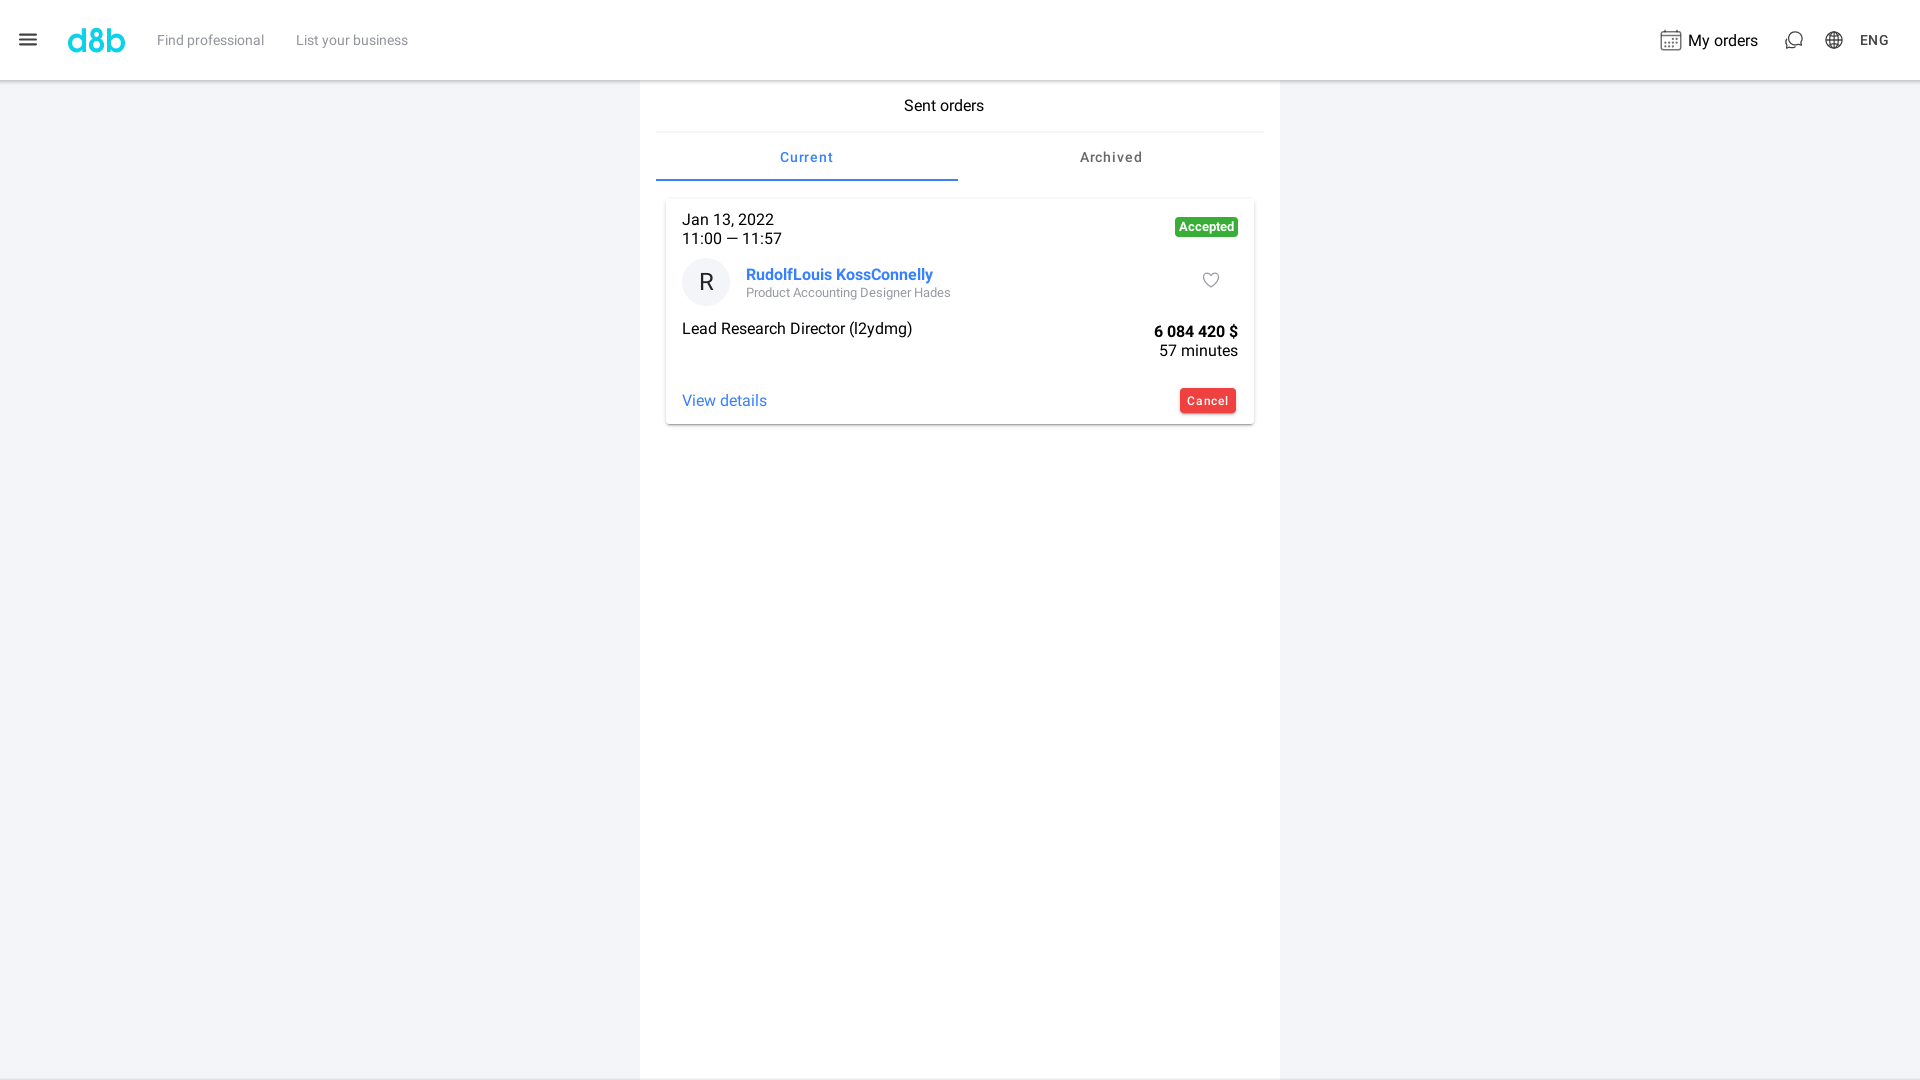 d8b
Find professional
List your business
My orders
ENG
Sent orders
Current
Archived
Jan 13, 2022
11:00 — 11:57
Accepted
R
RudolfLouis KossConnelly
Product Accounting Designer Hades
Lead Research Director (l2ydmg)
6 084 420 $
57 minutes
View details
Cancel